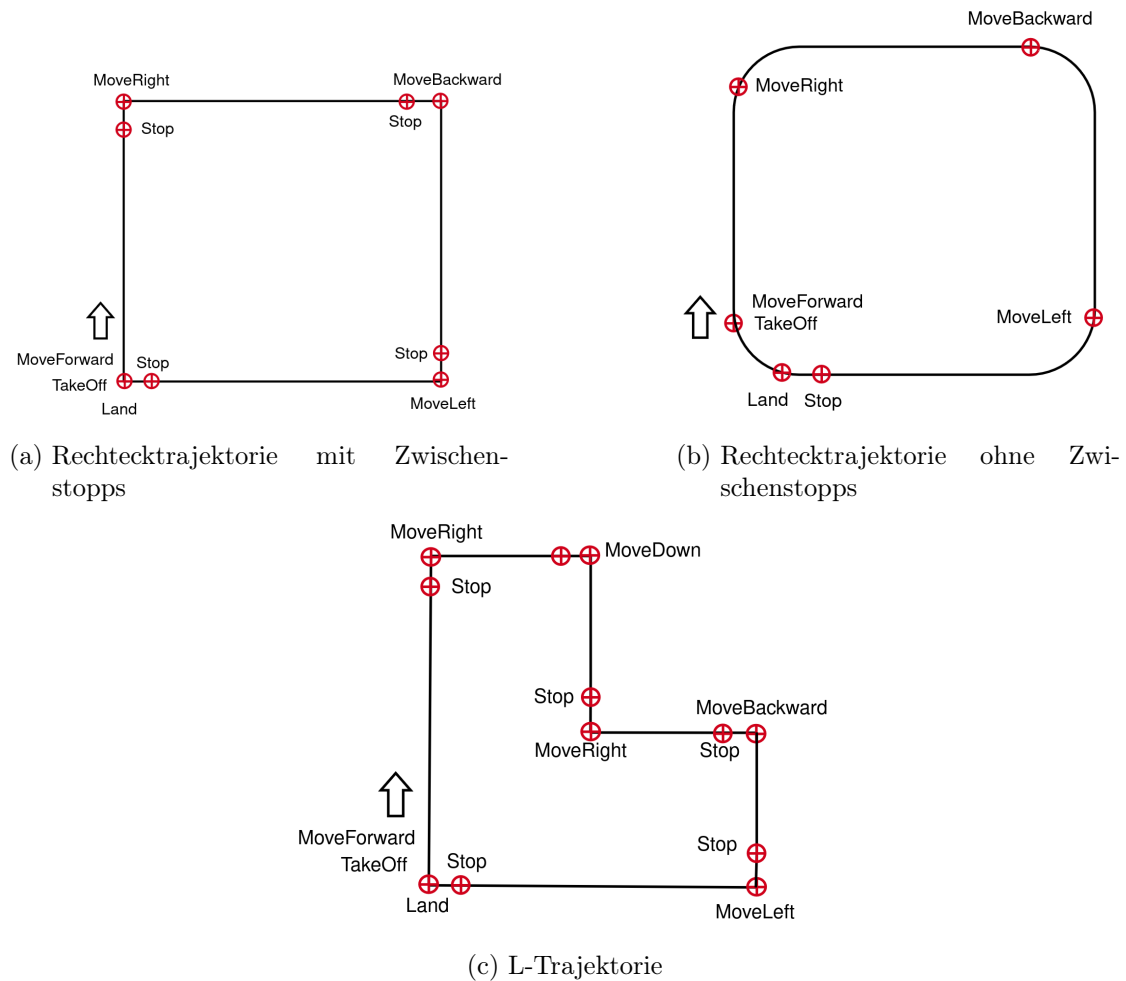 MoveRight
MoveBackward
Stop
Stop
MoveForward
Stop
TakeOff
Land
Stop
MoveLeft
(a) Rechtecktrajektorie mit Zwischen-
stopps
MoveBackward
MoveRight
MoveForward
TakeOff
MoveLeft
Land
Stop
(b) Rechtecktrajektorie ohne Zwi-
schenstopps
MoveRight
MoveDown
Stop
Stop
MoveRight
MoveBackward
Stop
MoveForward
TakeOff
Stop
Stop
Land
MoveLeft
(c) L-Trajektorie